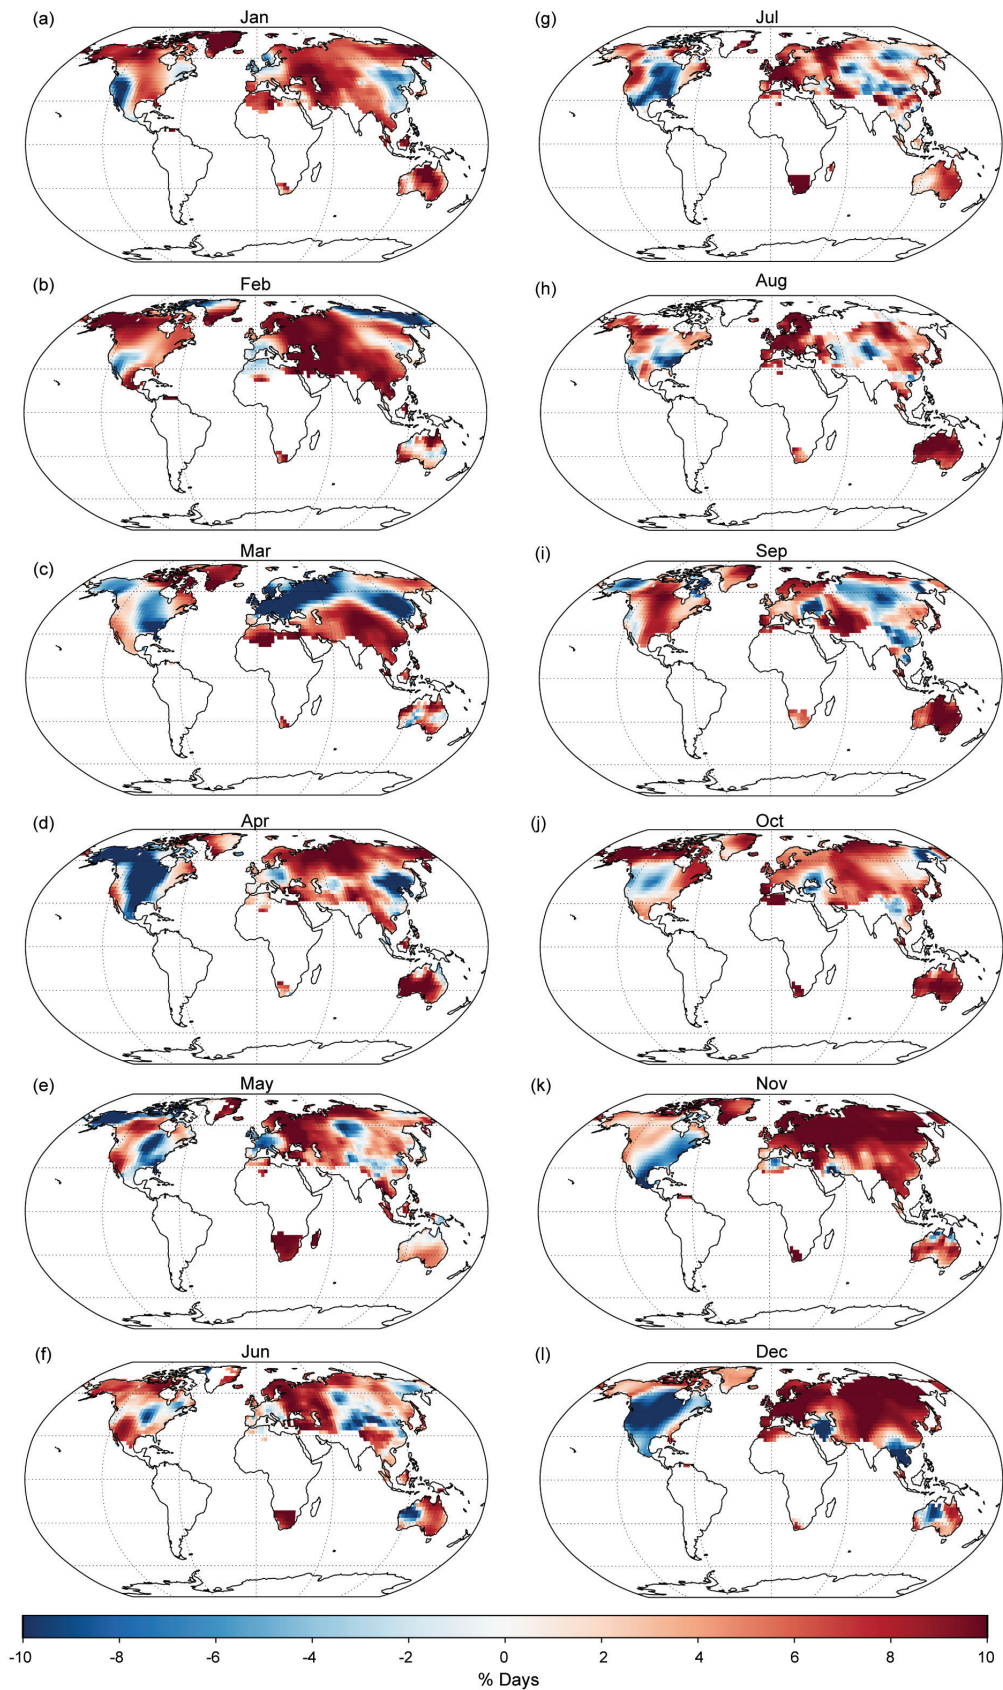 (a) Jan
(g) Jul
(b) Feb
(h) Aug
(c) Mar
(i) Sep
(d) Apr
(j) Oct
(e) May
(k) Nov
(f) Jun
(l) Dec
-10 -8 -6 -4 -2 0 2 4 6 8 10
% Days